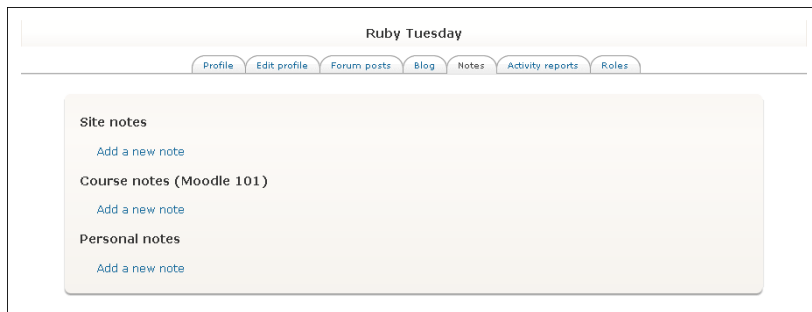 Ruby Tuesday
Profile Edit profile Forum posts Blog Notes Activity reports Roles
Site notes
Add a new note
Course notes (Moodle 101)
Add a new note
Personal notes
Add a new note